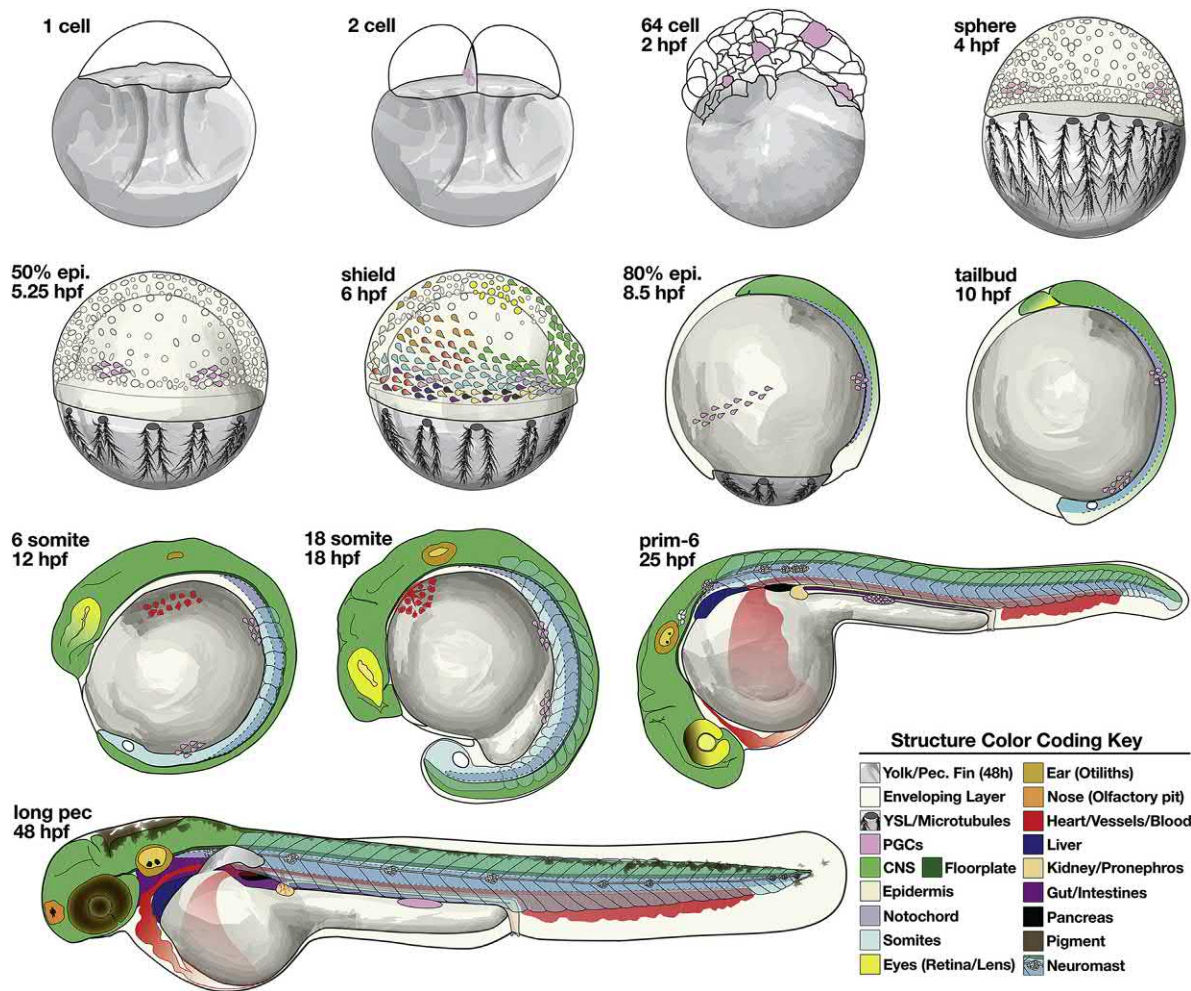 1 cell
2 cell
64 cell
2 hpf
sphere
4 hpf
50% epi.
5.25 hpf
shield
6 hpf
80% epi.
8.5 hpf
tailbud
10 hpf
6 somite
12 hpf
18 somite
18 hpf
prim-6
25 hpf
long pec
48 hpf
Structure Color Coding Key
Yolk/Pec. Fin (48h)
Enveloping Layer
YSL/Microtubules
PGCs
CNS Floorplate
Epidermis
Notochord
Somites
Eyes (Retina/Lens)
Ear (Otiliths)
Nose (Olfactory pit)
Heart/Vessels/Blood
Liver
Kidney/Pronephros
Gut/Intestines
Pancreas
Pigment
Neuromast